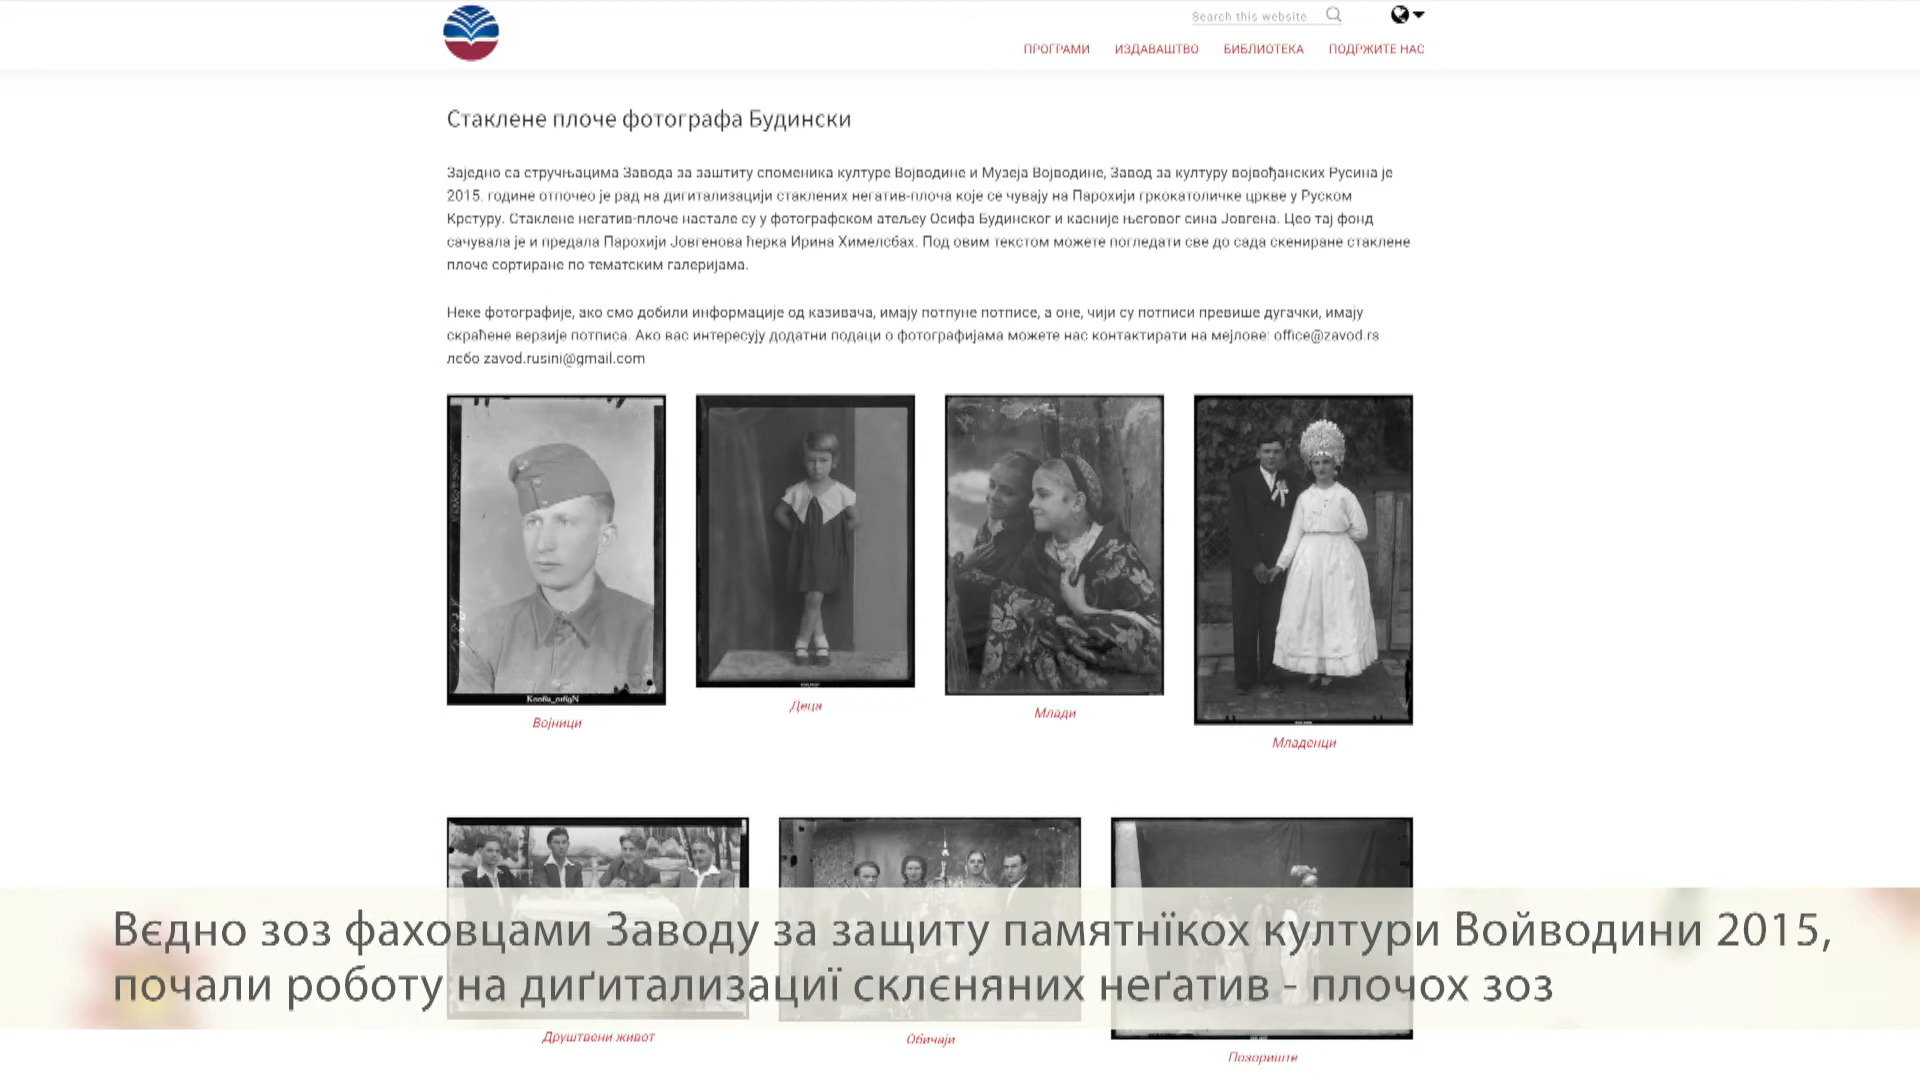 Search this website
ПРОГРАМИ ИЗДАВАШТВО БИБЛИОТЕКА ПОДРЖИТЕ НАС
Стаклене плоче фотографа Будински
Заједно са стручњацима Завода за заштиту споменика културе Војводине и Музеја Војводине, Завод за културу војвођанских Русина је
2015. године отпочео је рад на дигитализацији стаклених негатив-плоча које се чувају на Парохији гркокатоличке цркве у Руском
Крстуру. Стаклене негатив-плоче настале су у фотографском атељеу Осифа Будинског и касније његовог сина Јовгена. Цео тај фонд
сачувала је и предала Парохији Јовгенова ћерка Ирина Химелсбах. Под овим текстом можете погледати све до сада скениране стаклене
плоче сортиране по тематским галеријама.
Неке фотографије, ако смо добили информације од казивача, имају потпуне потписе, а оне, чији су потписи превише дугачки, имају
скраћене верзије потписа. Ако вас интересују додатни подаци о фотографијама можете нас контактирати на мејлове: office@zavod.rs
лєбо zavod.rusini@gmail.com
Војници
Деца
Млади
Младенци
Вєдно зоз фаховцами Заводу за защиту памятнїкох култури Войводини 2015,
почали роботу на диґитализациї склєняних неґатив - плочох зоз
Друштвени живот
Обичаји
Позориште